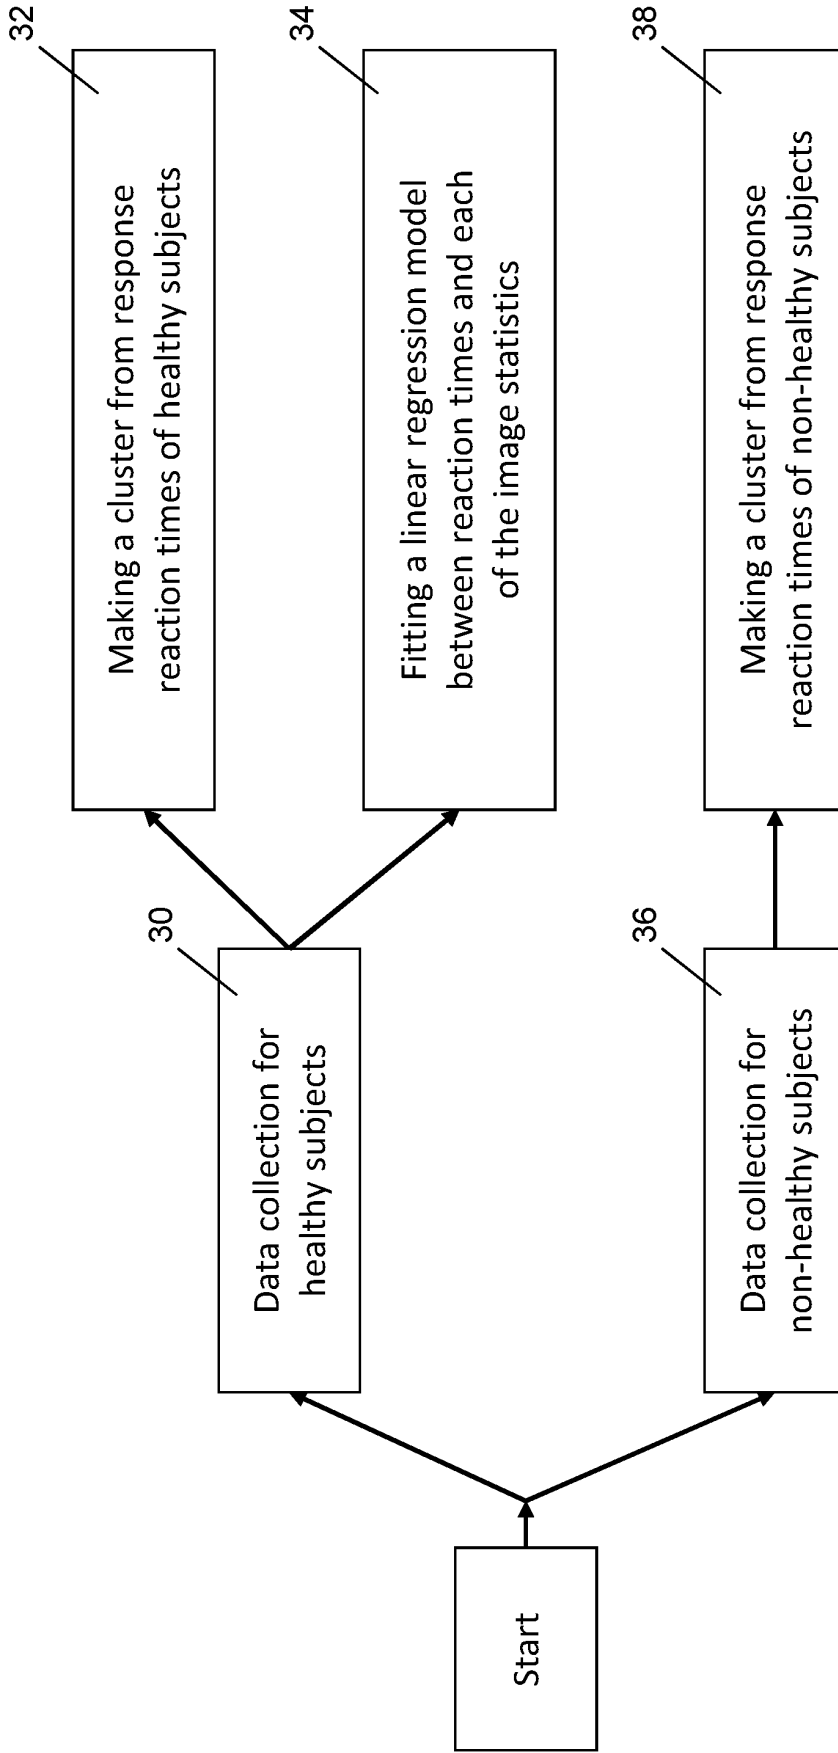 Start
30
Data collection for
healthy subjects
32
Making a cluster from response
reaction times of healthy subjects
34
Fitting a linear regression model
between reaction times and each
of the image statistics
36
Data collection for
non-healthy subjects
38
Making a cluster from response
reaction times of non-healthy subjects